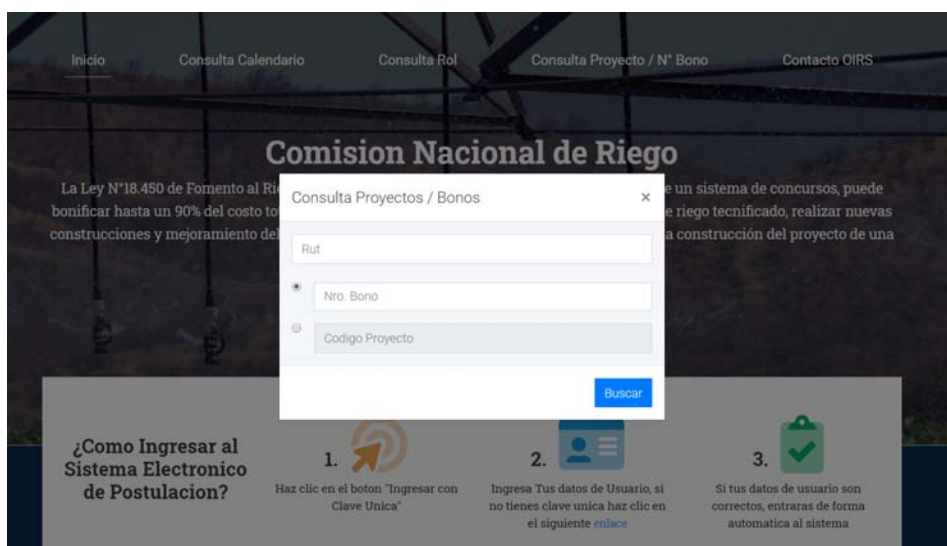 Inicio
Consulta Calendario
Consulta Rol
Consulta Proyecto / N° Bono
Contacto OIRS
Comision Nacional de Riego
La Ley N°18.450 de Fomento al
e un sistema de concursos, puede
bonificar hasta un 90% del costo
e riego tecnificado, realizar nuevas
construcciones y mejoramiento del
a construcción del proyecto de una
Consulta Proyectos / Bonos ×
Rut
Nro. Bono
Codigo Proyecto
Buscar
¿Como Ingresar al
Sistema Electronico
de Postulacion?
1.
Haz clic en el boton "Ingresar con
Clave Unica"
2.
Ingresa Tus datos de Usuario, si
no tienes clave unica haz clic en
el siguiente enlace
3.
Si tus datos de usuario son
correctos, entraras de forma
automatica al sistema